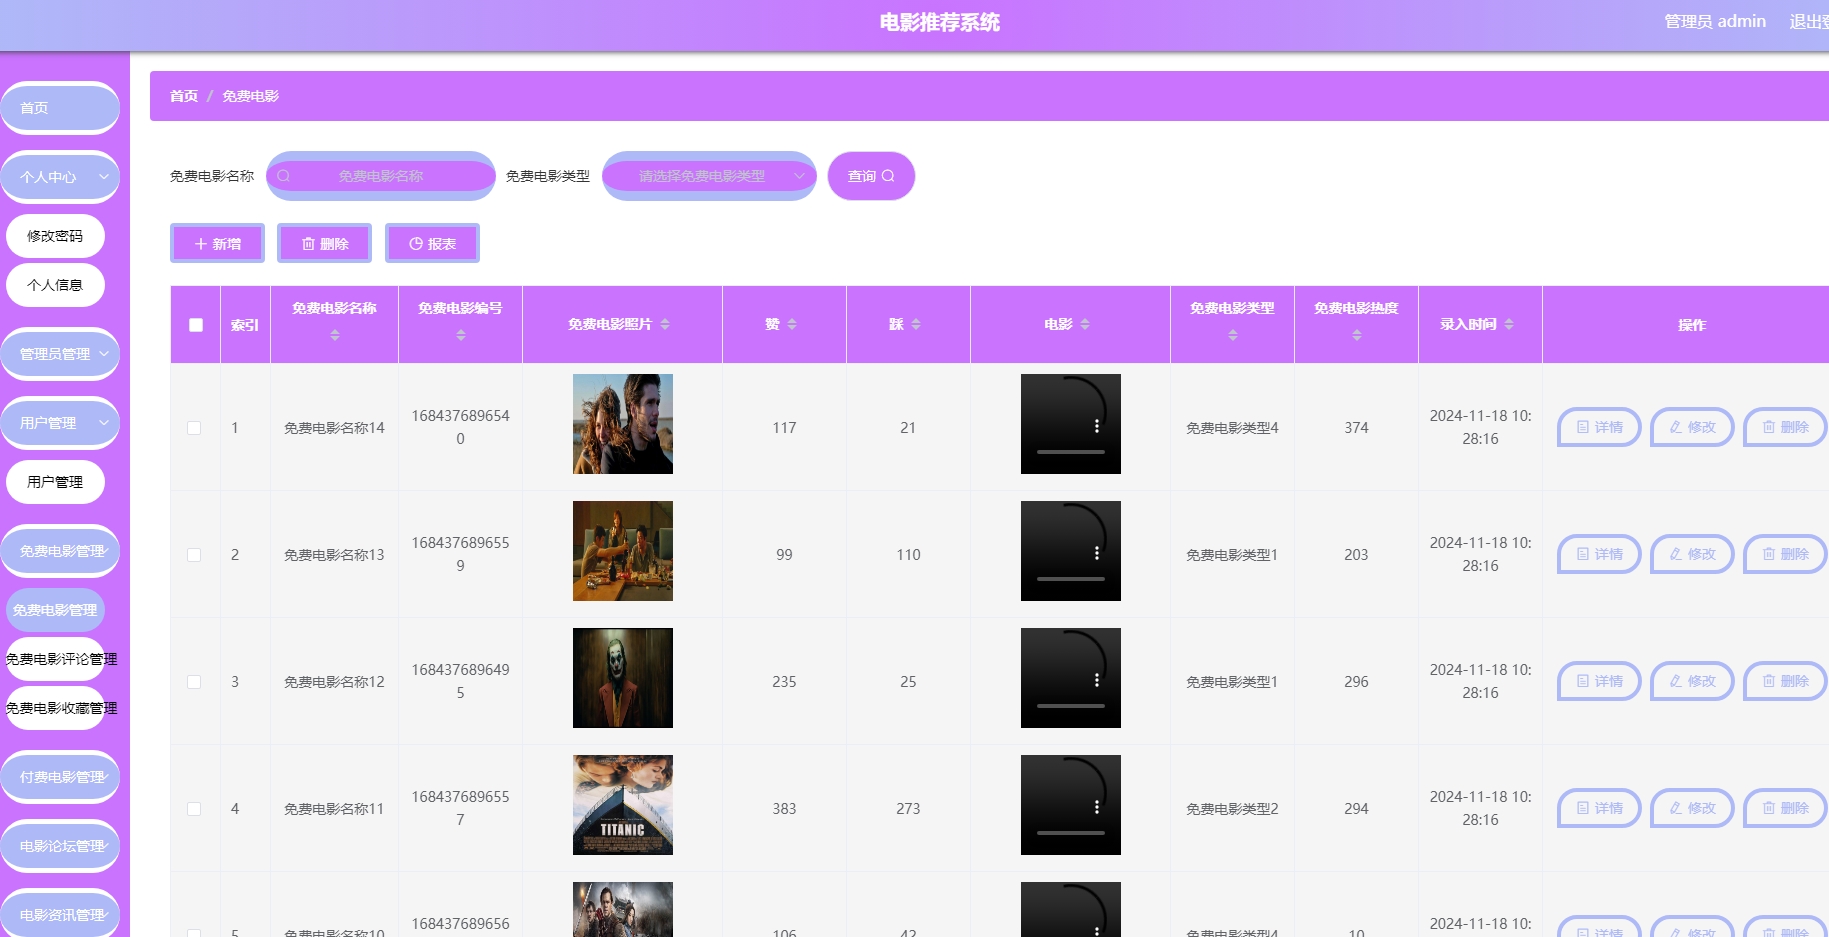 电影推荐系统
管理员 admin
退出登
首页
个人中心
修改密码
个人信息
管理员管理
用户管理
用户管理
免费电影管理
免费电影管理
免费电影评论管理
免费电影收藏管理
付费电影管理
电影论坛管理
电影资讯管理
首页 / 免费电影
免费电影名称 免费电影名称 免费电影类型 请选择免费电影类型 查询
新增 删除 报表
索引 免费电影名称 免费电影编号 免费电影照片 赞 踩 电影 免费电影类型 免费电影热度 录入时间 操作
1 免费电影名称14 168437689654 117 21 免费电影类型4 374 2024-11-18 10: 详情 修改 删除
0 28:16
2 免费电影名称13 168437689655 99 110 免费电影类型1 203 2024-11-18 10: 详情 修改 删除
9 28:16
3 免费电影名称12 168437689649 235 25 免费电影类型1 296 2024-11-18 10: 详情 修改 删除
5 28:16
4 免费电影名称11 168437689655 383 273 免费电影类型2 294 2024-11-18 10: 详情 修改 删除
7 28:16
TITANIC
5 免费电影名称10 168437689656 106 42 免费电影类型4 10 2024-11-18 10: 详情 修改 删除